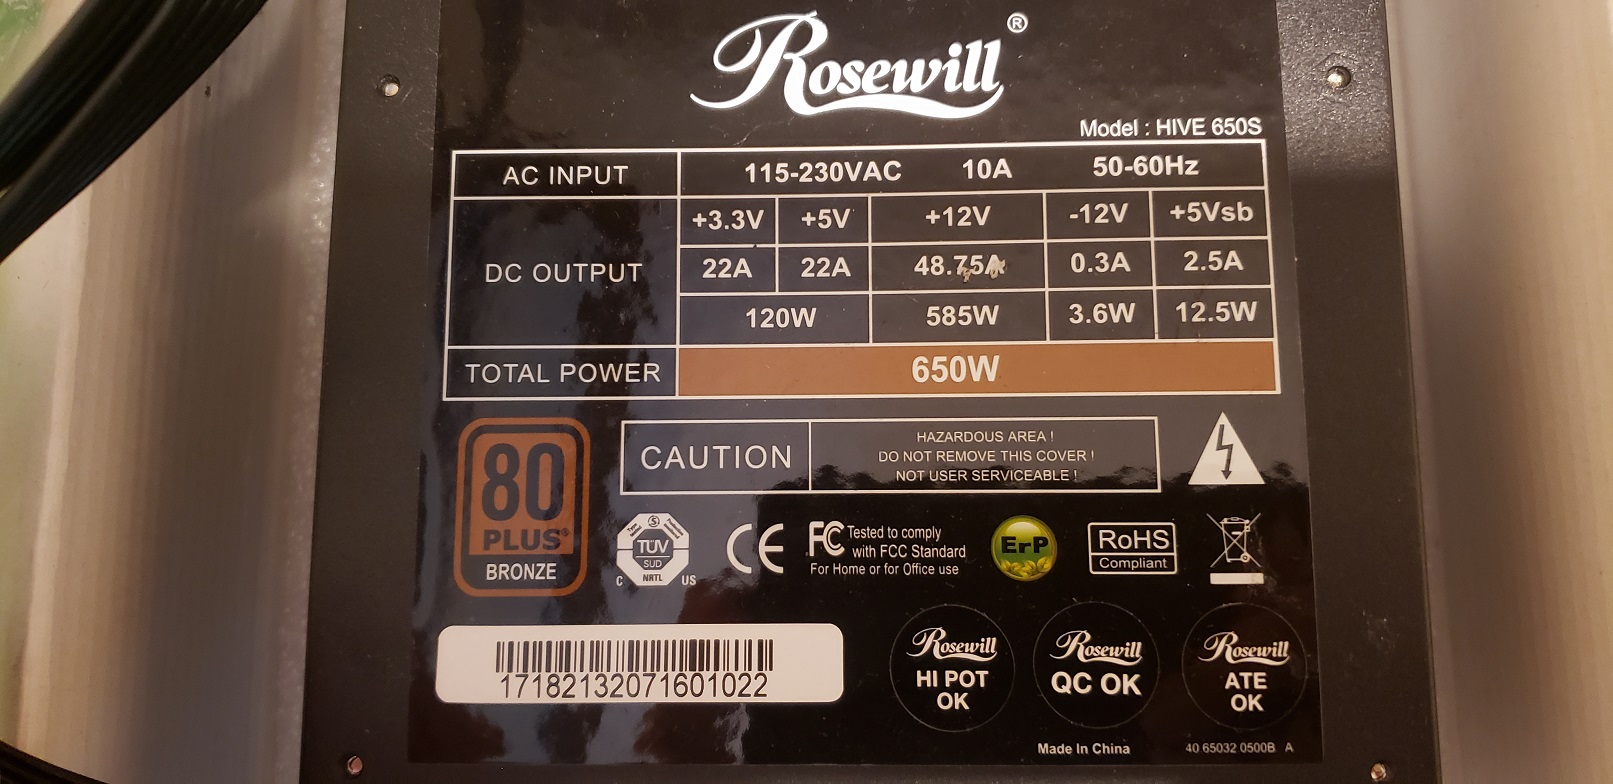 Rosewill®
Model : HIVE 650S
AC INPUT 115-230VAC 10A 50-60Hz
DC OUTPUT +3.3V +5V +12V -12V +5Vsb
22A 22A 48.75A 0.3A 2.5A
120W 585W 3.6W 12.5W
TOTAL POWER 650W
80
PLUS®
BRONZE
CAUTION
HAZARDOUS AREA !
DO NOT REMOVE THIS COVER !
NOT USER SERVICEABLE !
TÜV
SUD
C NRTL US
CE
FC Tested to comply
with FCC Standard
For Home or for Office use
ErP
RoHS
Compliant
17182132071601022
Rosewill
HI POT
OK
Rosewill
QC OK
Rosewill
ATE
OK
Made In China
40 65032 0500B A